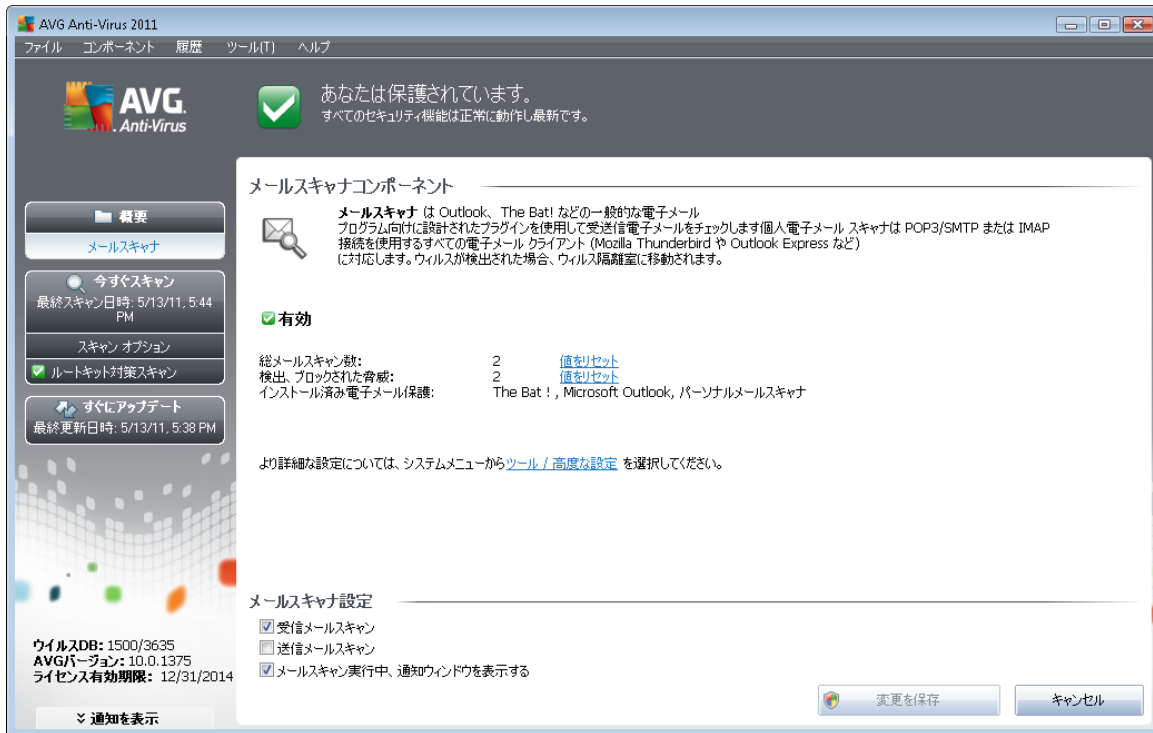 AVG Anti-Virus 2011
ファイル コンポーネント 履歴 ツール(T) ヘルプ
AVG.
Anti-Virus
あなたは保護されています。
すべてのセキュリティ機能は正常に動作し最新です。
概要
メールスキャナ
今すぐスキャン
最終スキャン日時: 5/13/11, 5:44
PM
スキャン オプション
ルートキット対策スキャン
すぐにアップデート
最終更新日時: 5/13/11, 5:38 PM
ウイルスDB: 1500/3635
AVGバージョン: 10.0.1375
ライセンス有効期限: 12/31/2014
通知を表示
メールスキャナコンポーネント
メールスキャナ は Outlook、The Bat! などの一般的な電子メール
プログラム向けに設計されたプラグインを使用して受送信電子メールをチェックします個人電子メール スキャナは POP3/SMTP または IMAP
接続を使用するすべての電子メール クライアント (Mozilla Thunderbird や Outlook Express など)
に対応します。ウィルスが検出された場合、ウィルス隔離室に移動されます。
有効
総メールスキャン数: 2 値をリセット
検出、ブロックされた脅威: 2 値をリセット
インストール済み電子メール保護: The Bat ! , Microsoft Outlook, パーソナルメールスキャナ
より詳細な設定については、システムメニューからツール / 高度な設定 を選択してください。
メールスキャナ設定
受信メールスキャン
送信メールスキャン
メールスキャン実行中、通知ウィンドウを表示する
変更を保存
キャンセル